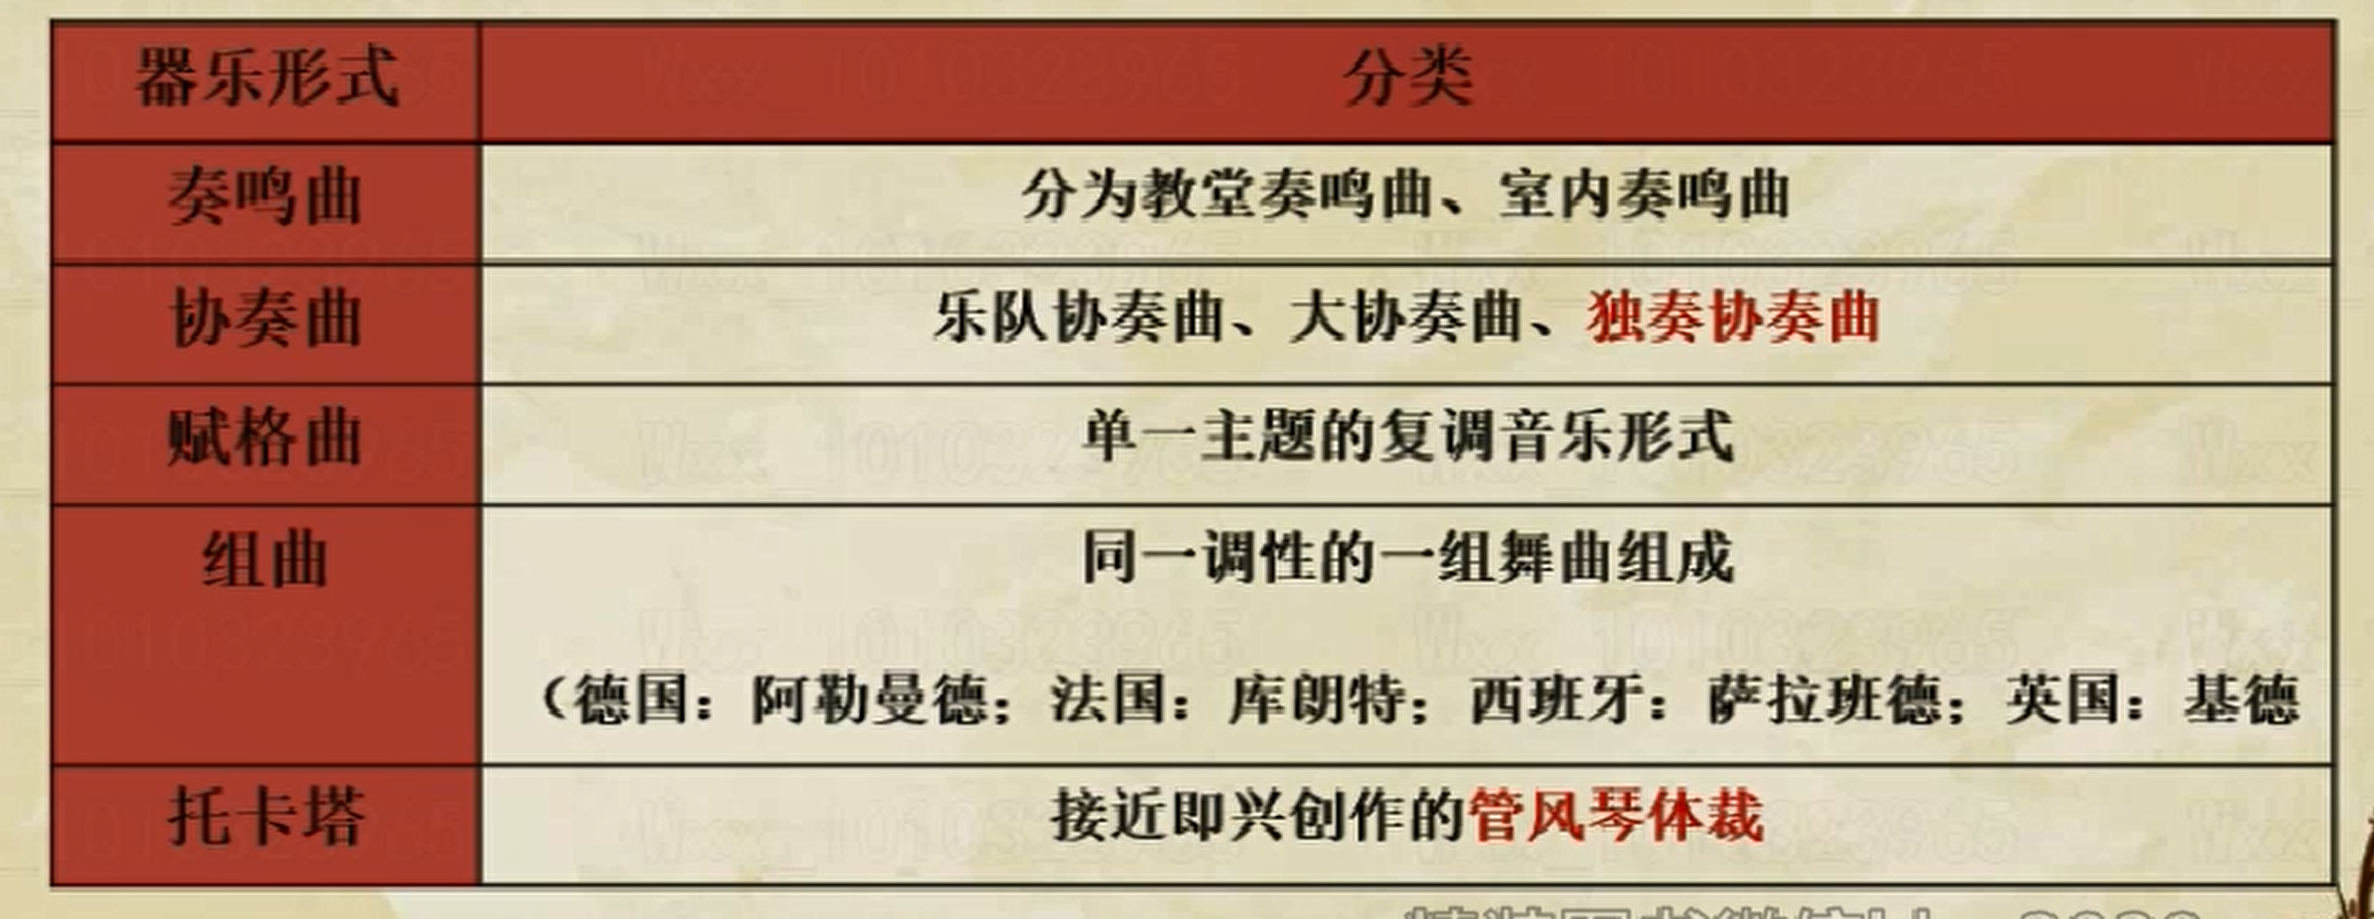 器乐形式 分类
奏鸣曲 分为教堂奏鸣曲、室内奏鸣曲
协奏曲 乐队协奏曲、大协奏曲、独奏协奏曲
赋格曲 单一主题的复调音乐形式
组曲 同一调性的一组舞曲组成
（德国：阿勒曼德；法国：库朗特；西班牙：萨拉班德；英国：基德
托卡塔 接近即兴创作的管风琴体裁